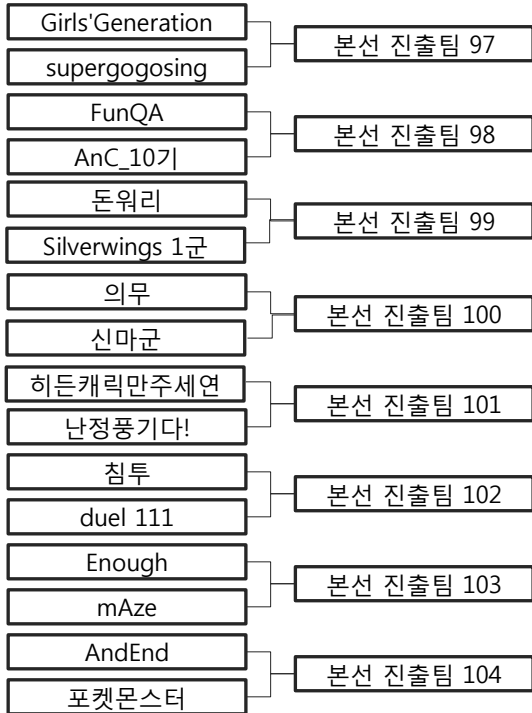 Girls'Generation
supergogosing
본선 진출팀 97
FunQA
AnC_10기
본선 진출팀 98
돈워리
Silverwings 1군
본선 진출팀 99
의무
신마군
본선 진출팀 100
히든캐릭만주세연
난정풍기다!
본선 진출팀 101
침투
duel 111
본선 진출팀 102
Enough
mAze
본선 진출팀 103
AndEnd
포켓몬스터
본선 진출팀 104